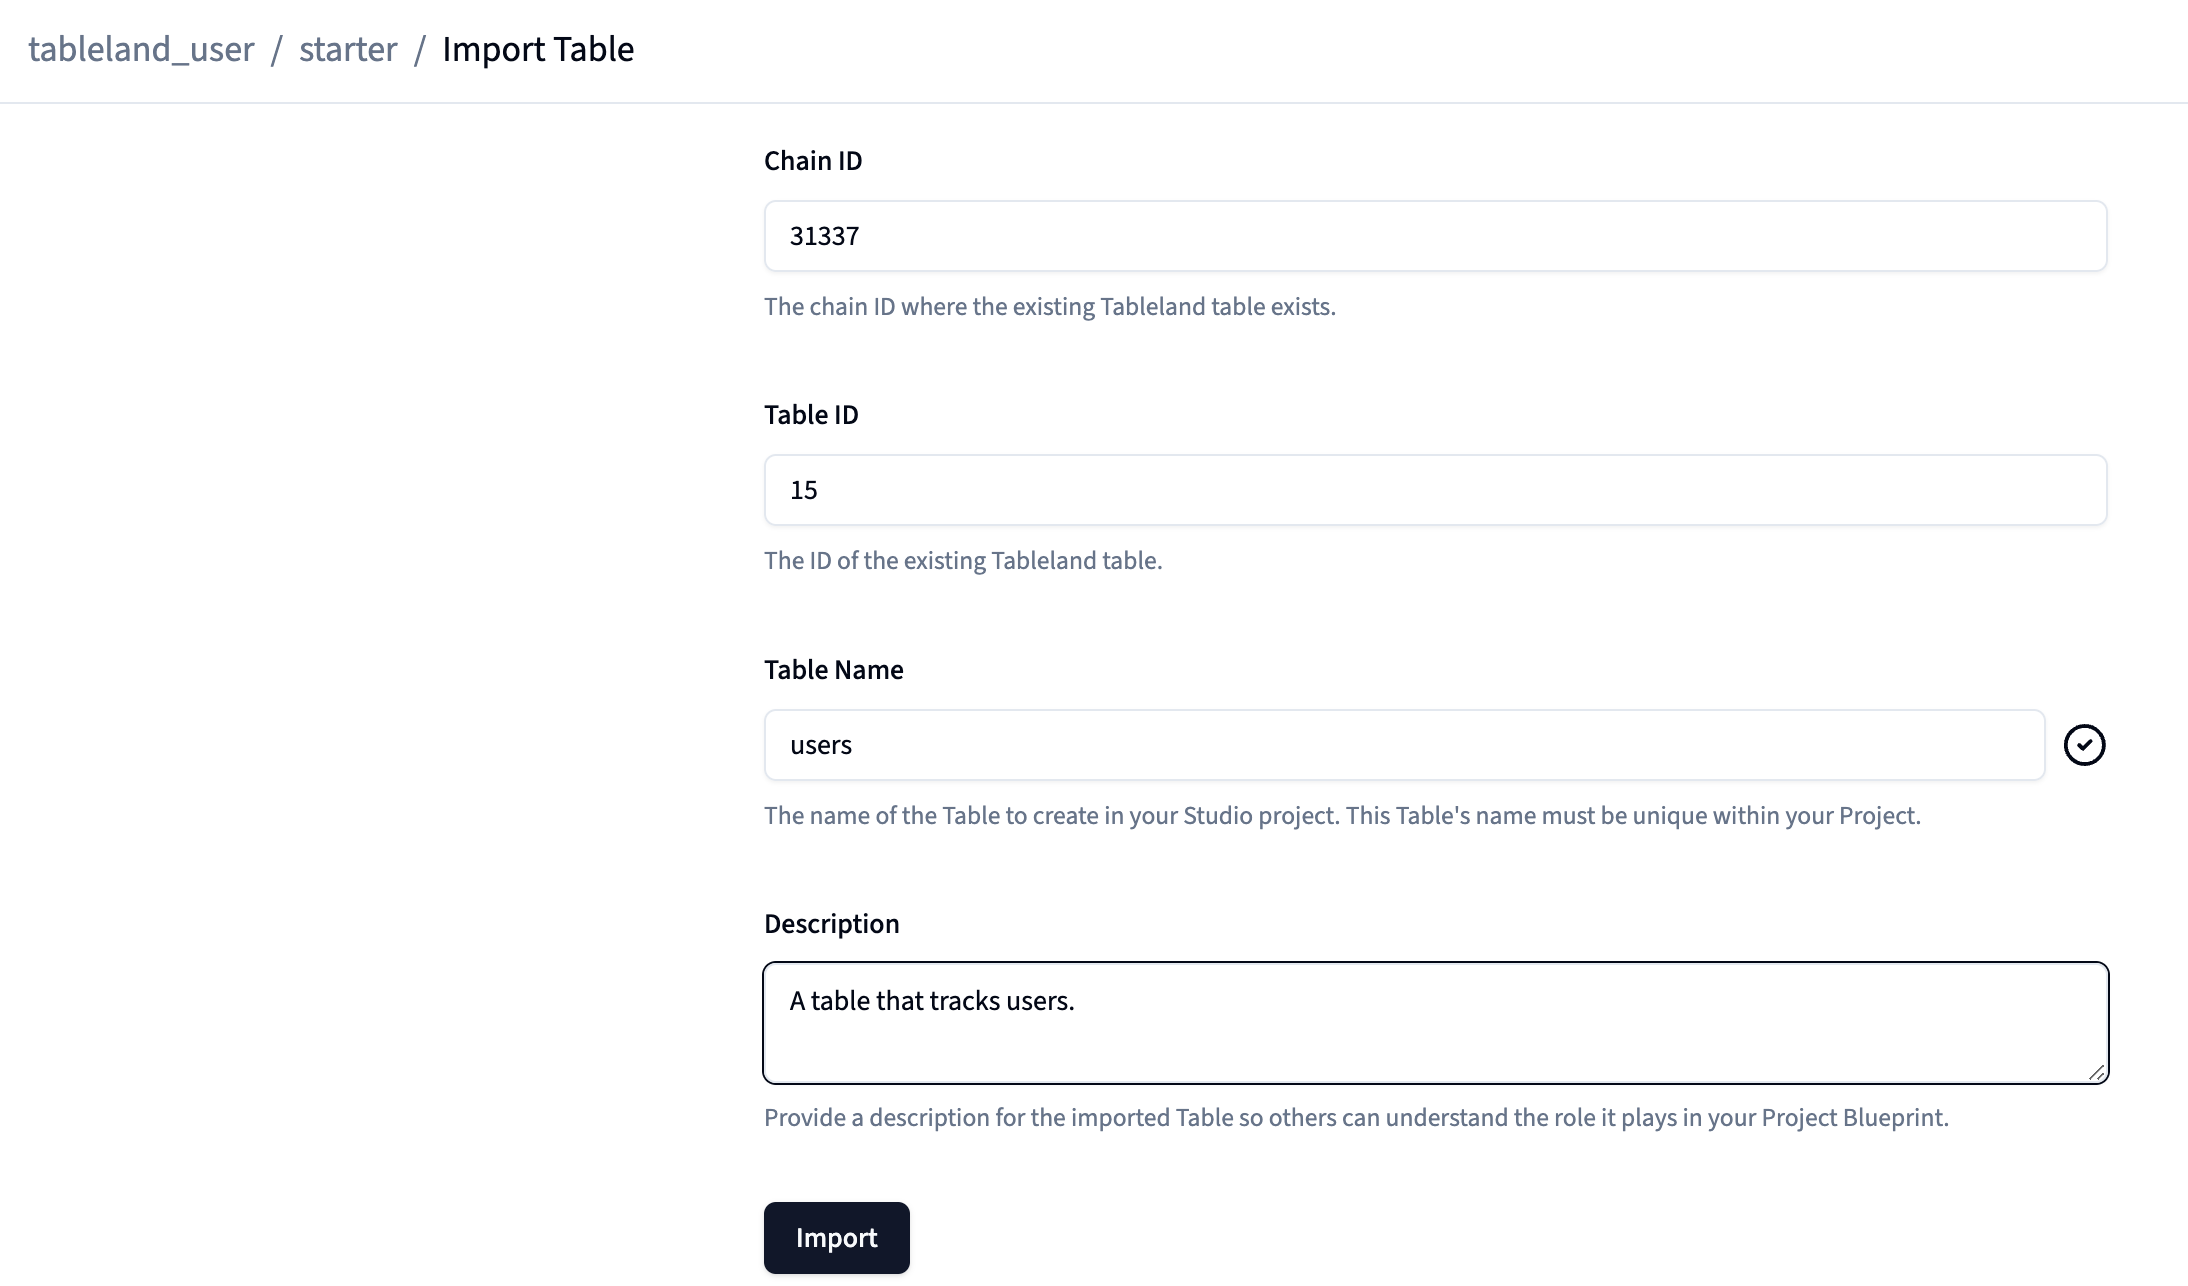 tableland_user / starter / Import Table
Chain ID
31337
The chain ID where the existing Tableland table exists.
Table ID
15
The ID of the existing Tableland table.
Table Name
users
The name of the Table to create in your Studio project. This Table's name must be unique within your Project.
Description
A table that tracks users.
Provide a description for the imported Table so others can understand the role it plays in your Project Blueprint.
Import